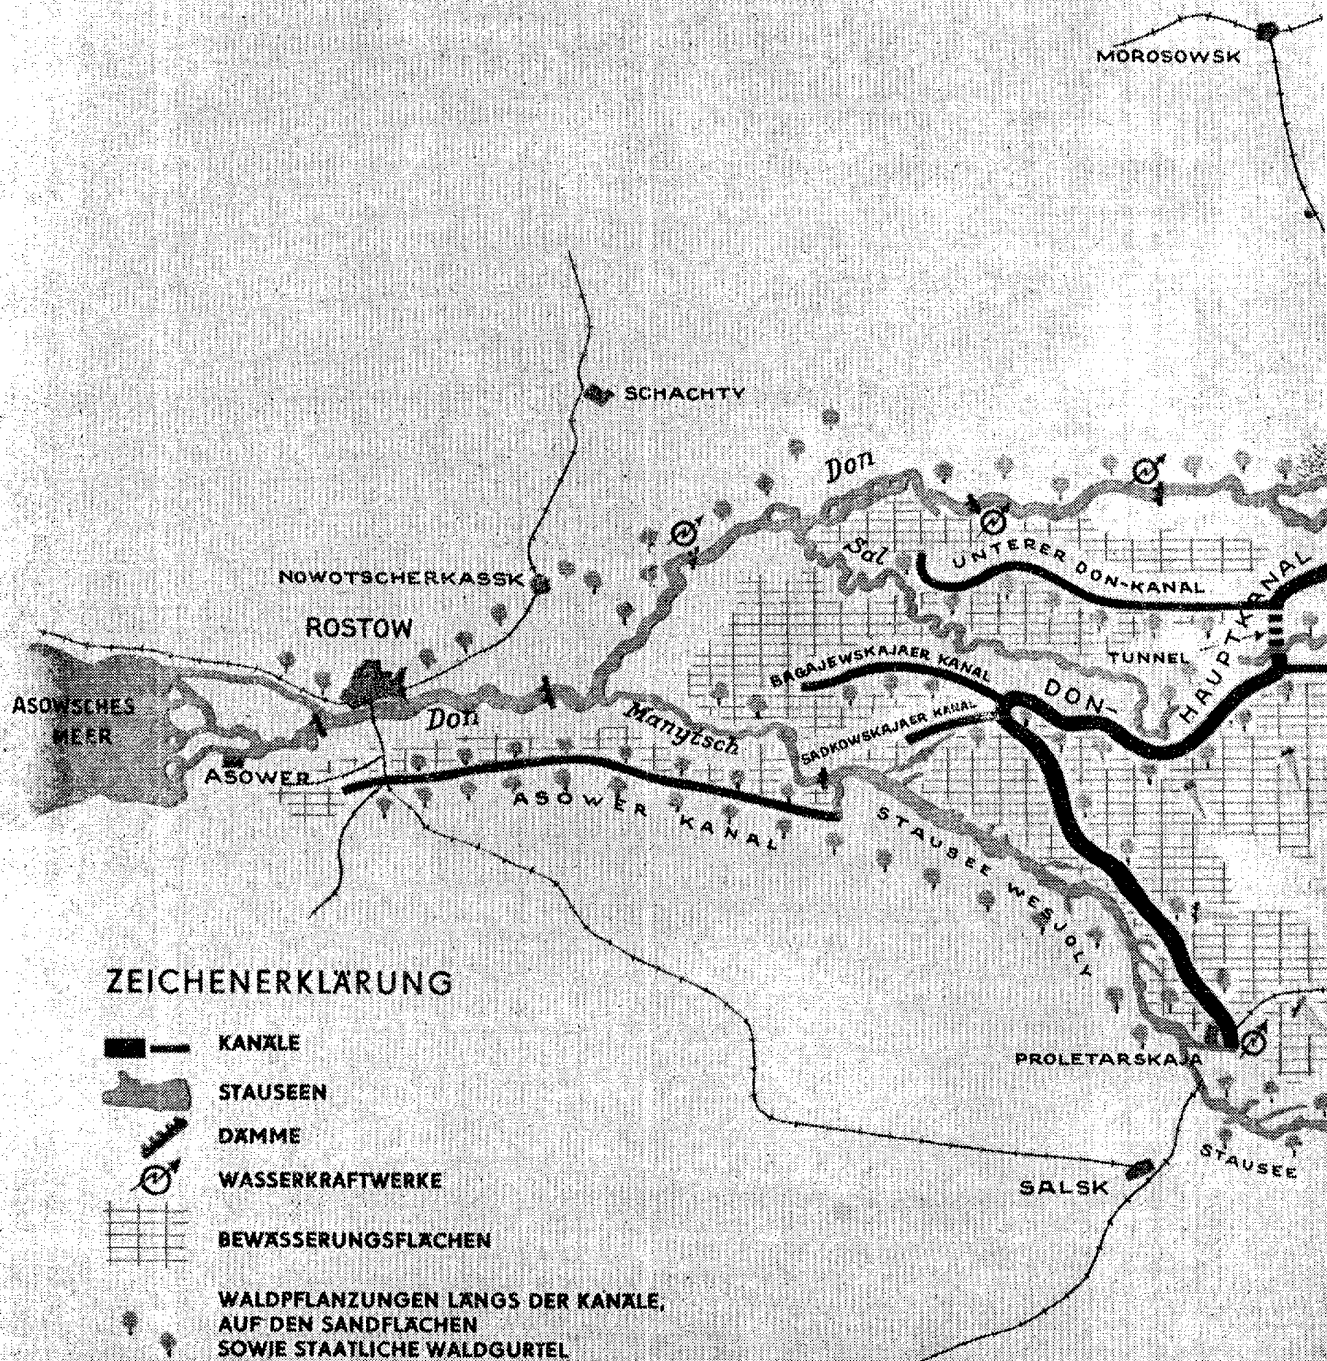 MOROSOWSK
SCHACHTY
Don
Sal
UNTERER DON-KANAL
NOWOTSCHERKASSK
ROSTOW
TUNNEL
DON-
HAUPTKANAL
BAGAJEWSKAJAER KANAL
SADKOWSKAJAER KANAL
ASOWSCHES
MEER
Don
Manytsch
ASOWER
ASOWER KANAL
STAUSEE WESJOLY
PROLETARSKAJA
STAUSEE
SALSK
ZEICHENERKLÄRUNG
KANÄLE
STAUSEEN
DÄMME
WASSERKRAFTWERKE
BEWÄSSERUNGSFLÄCHEN
WALDPFLANZUNGEN LÄNGS DER KANÄLE,
AUF DEN SANDFLÄCHEN
SOWIE STAATLICHE WALDGURTEL